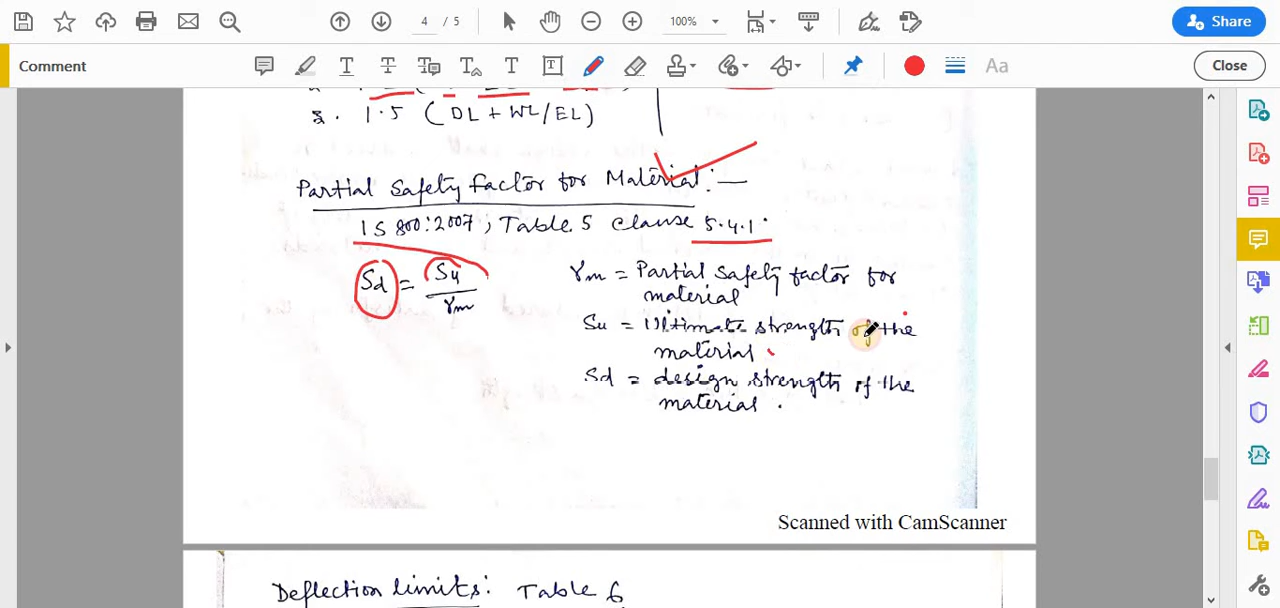 4 / 5
100%
Share
Comment
Aa
Close
1.5 ( DL + WL/EL)
Partial Safety factor for Material :—
IS 800:2007, Table 5 Clause 5.4.1.
Sd = Su / γm
γm = Partial safety factor for
material
Su = Ultimate strength of the
material
Sd = design strength of the
material .
Scanned with CamScanner
Deflection limits: Table 6